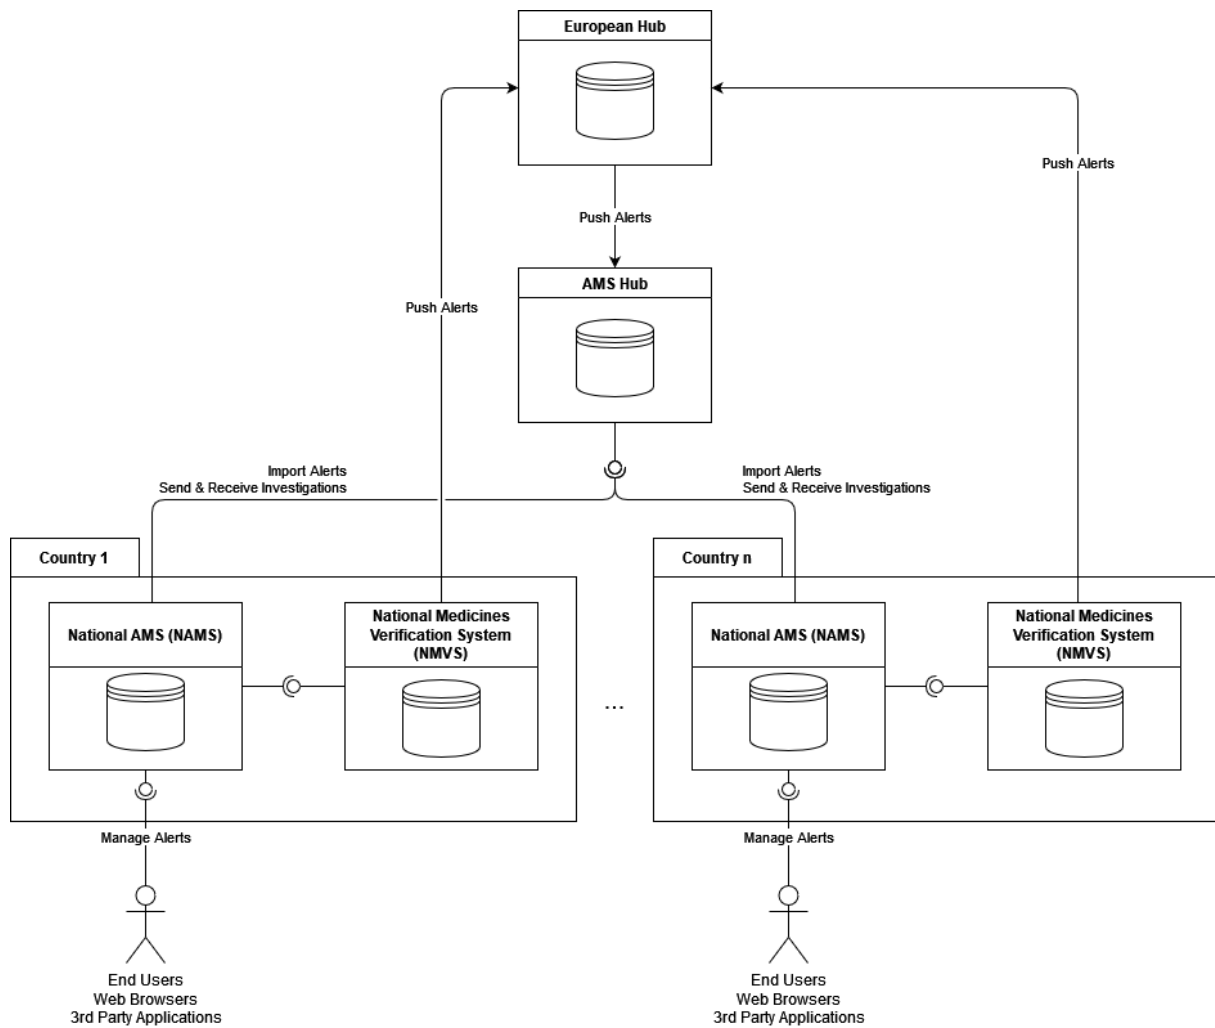 European Hub
Push Alerts
Push Alerts
AMS Hub
Push Alerts
Import Alerts
Send & Receive Investigations
Import Alerts
Send & Receive Investigations
Country 1
National AMS (NAMS)
National Medicines
Verification System
(NMVS)
...
Country n
National AMS (NAMS)
National Medicines
Verification System
(NMVS)
Manage Alerts
Manage Alerts
End Users
Web Browsers
3rd Party Applications
End Users
Web Browsers
3rd Party Applications